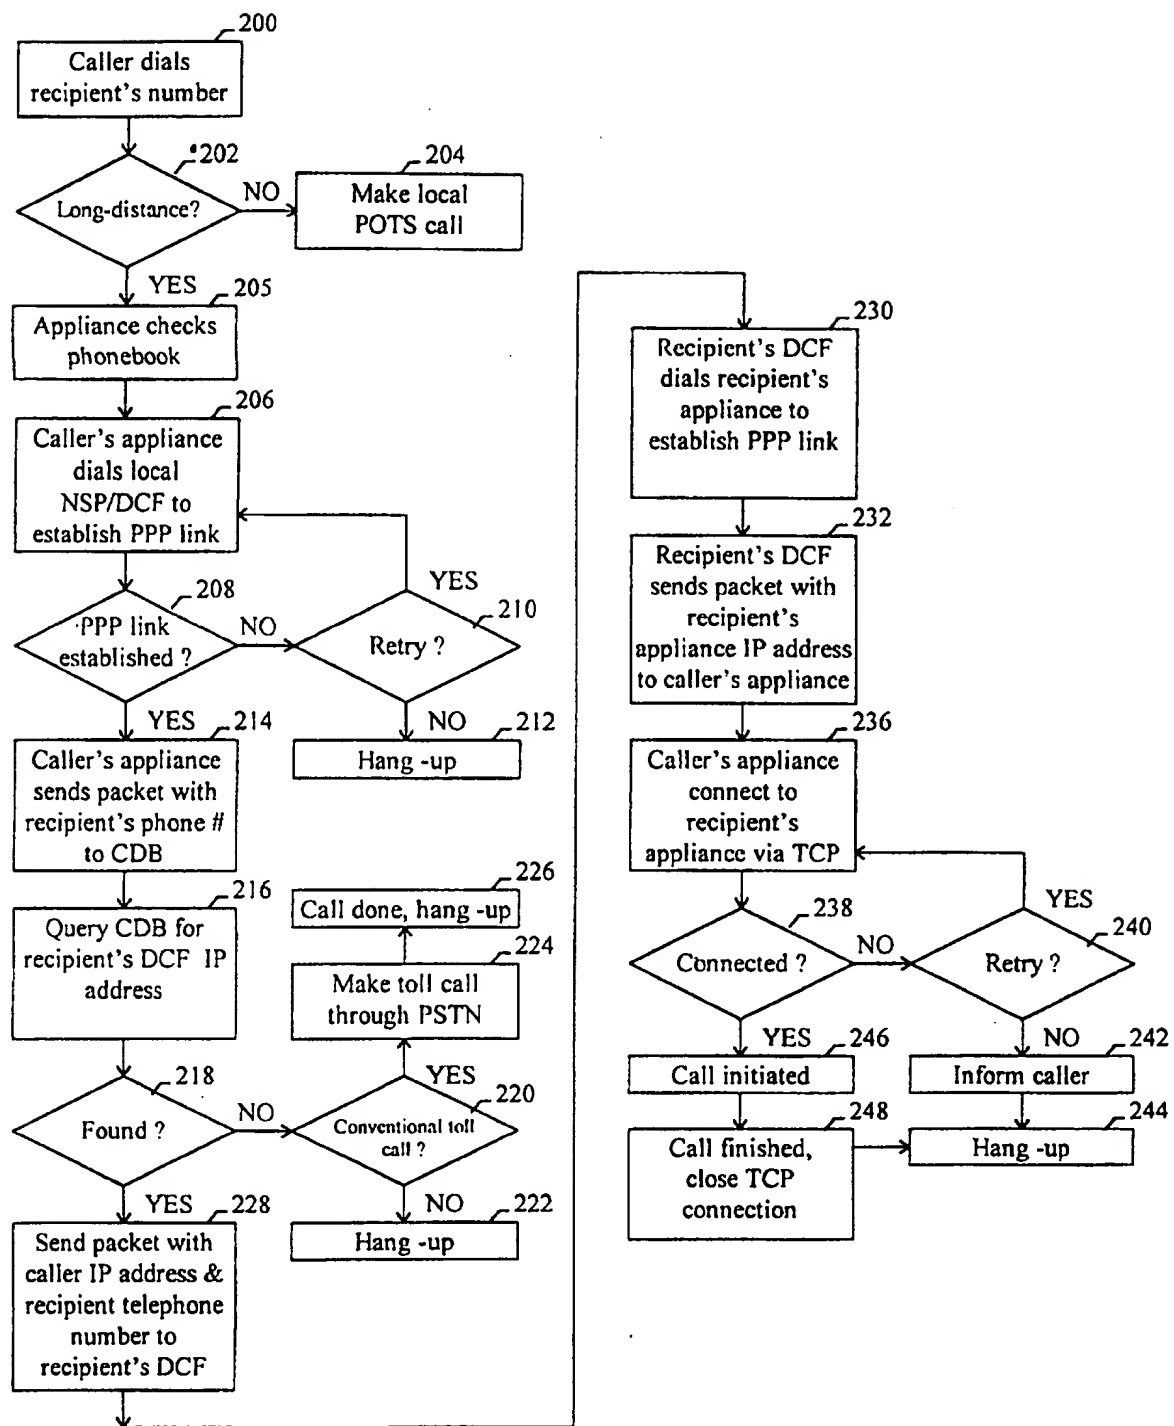 200
Caller dials
recipient's number
202
Long-distance?
NO
204
Make local
POTS call
YES
205
Appliance checks
phonebook
206
Caller's appliance
dials local
NSP/DCF to
establish PPP link
208
PPP link
established ?
NO
YES
210
Retry ?
NO
212
Hang -up
YES
214
Caller's appliance
sends packet with
recipient's phone #
to CDB
216
Query CDB for
recipient's DCF IP
address
218
Found ?
NO
220
Conventional toll
call ?
YES
224
Make toll call
through PSTN
226
Call done, hang -up
NO
222
Hang -up
YES
228
Send packet with
caller IP address &
recipient telephone
number to
recipient's DCF
230
Recipient's DCF
dials recipient's
appliance to
establish PPP link
232
Recipient's DCF
sends packet with
recipient's
appliance IP address
to caller's appliance
236
Caller's appliance
connect to
recipient's
appliance via TCP
238
Connected ?
NO
YES
240
Retry ?
YES
246
Call initiated
NO
242
Inform caller
248
Call finished,
close TCP
connection
244
Hang -up